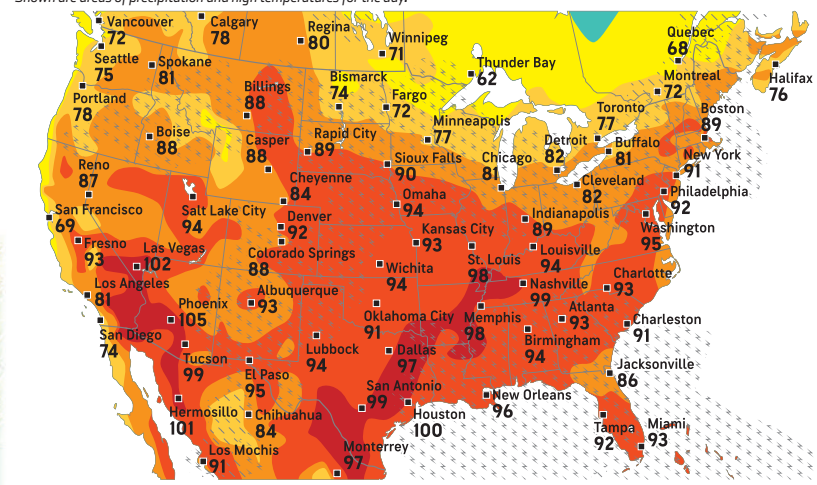 Shown are areas of precipitation and high temperatures for the day.
Vancouver
72
Calgary
78
Regina
80
Winnipeg
71
Quebec
68
Seattle
75
Spokane
81
Thunder Bay
62
Montreal
72
Halifax
76
Portland
78
Billings
88
Bismarck
74
Fargo
72
Toronto
77
Boston
89
Boise
88
Casper
88
Rapid City
89
Minneapolis
77
Detroit
82
Buffalo
81
Reno
87
Sioux Falls
90
Chicago
81
Cleveland
82
New York
91
Cheyenne
84
Omaha
94
Philadelphia
92
San Francisco
69
Salt Lake City
94
Denver
92
Indianapolis
89
Washington
95
Fresno
93
Las Vegas
102
Colorado Springs
88
Kansas City
93
St. Louis
98
Louisville
94
Los Angeles
81
Phoenix
105
Albuquerque
93
Wichita
94
Nashville
99
Charlotte
93
San Diego
74
Oklahoma City
91
Memphis
98
Atlanta
93
Charleston
91
Tucson
99
Lubbock
94
Dallas
97
Birmingham
94
El Paso
95
Jacksonville
86
San Antonio
99
New Orleans
96
Hermosillo
101
Chihuahua
84
Houston
100
Tampa
92
Miami
93
Los Mochis
91
Monterrey
97